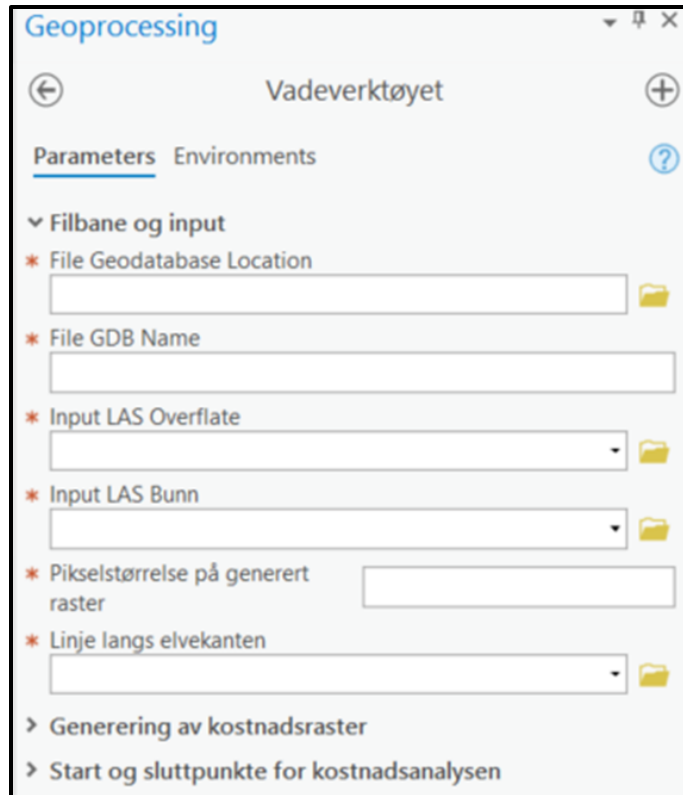 Geoprocessing
Vadeverktøyet
Parameters Environments
Filbane og input
* File Geodatabase Location
* File GDB Name
* Input LAS Overflate
* Input LAS Bunn
* Pikselstørrelse på generert
raster
* Linje langs elvekanten
Generering av kostnadsraster
Start og sluttpunkte for kostnadsanalysen